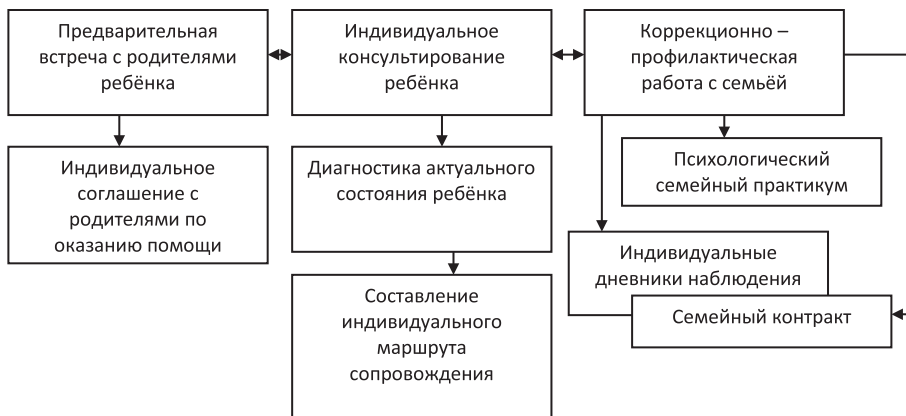 Предварительная
встреча с родителями
ребёнка
Индивидуальное
консультирование
ребёнка
Коррекционно –
профилактическая
работа с семьёй
Индивидуальное
соглашение с
родителями по
оказанию помощи
Диагностика актуального
состояния ребёнка
Психологический
семейный практикум
Индивидуальные
дневники наблюдения
Семейный контракт
Составление
индивидуального
маршрута
сопровождения